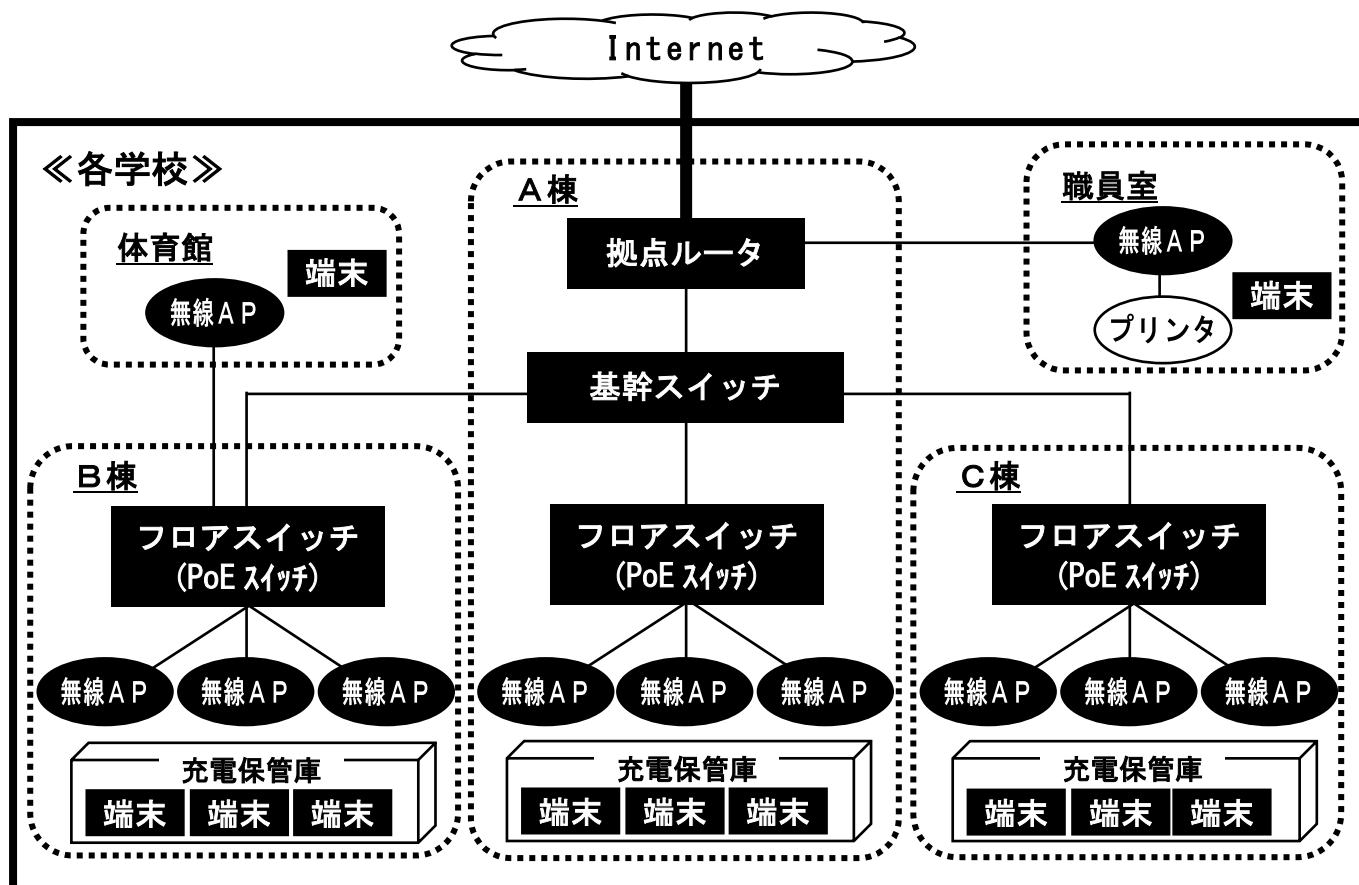 Internet
≪各学校≫
体育館
端末
無線AP
A棟
拠点ルータ
基幹スイッチ
職員室
無線AP
端末
プリンタ
B棟
フロアスイッチ
(PoE スイッチ)
無線AP 無線AP 無線AP
充電保管庫
端末 端末 端末
フロアスイッチ
(PoE スイッチ)
無線AP 無線AP 無線AP
充電保管庫
端末 端末 端末
C棟
フロアスイッチ
(PoE スイッチ)
無線AP 無線AP 無線AP
充電保管庫
端末 端末 端末